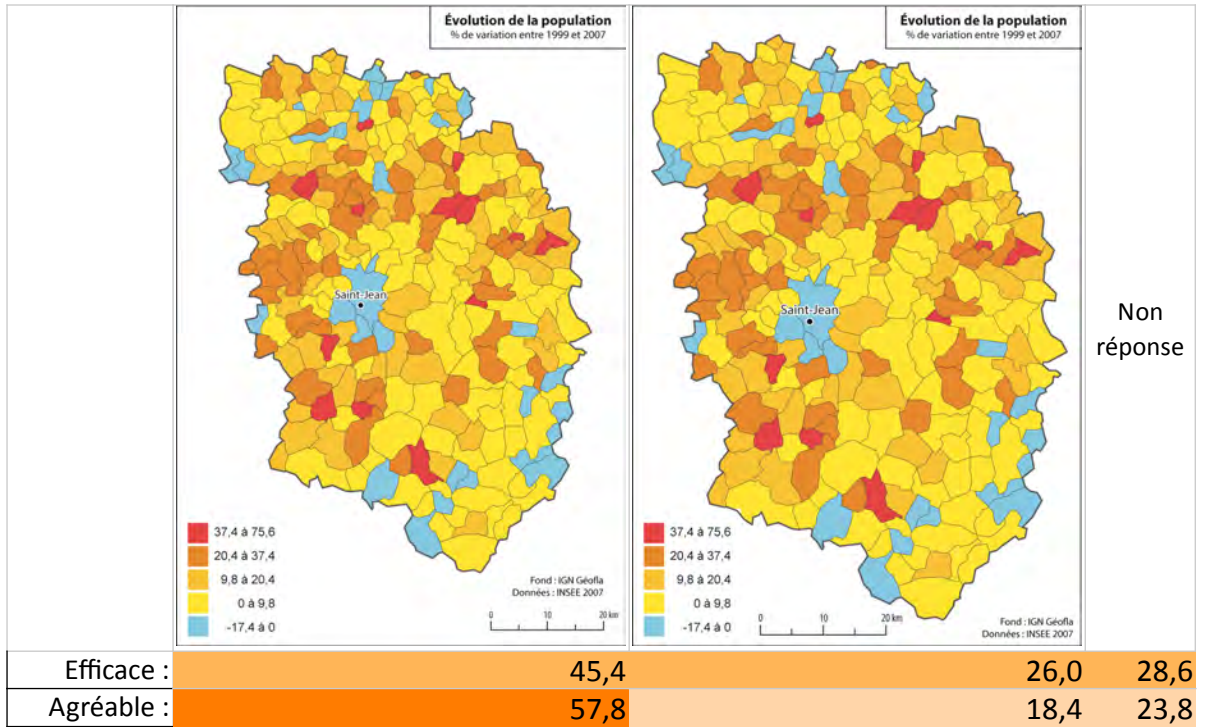 Évolution de la population
% de variation entre 1999 et 2007
Saint-Jean
37,4 à 75,6
20,4 à 37,4
9,8 à 20,4
0 à 9,8
-17,4 à 0
Fond : IGN Géofla
Données : INSEE 2007
0 10 20 km
Évolution de la population
% de variation entre 1999 et 2007
Saint-Jean
37,4 à 75,6
20,4 à 37,4
9,8 à 20,4
0 à 9,8
-17,4 à 0
0 10 20 km
Fond : IGN Géofla
Données : INSEE 2007
Non
réponse
Efficace : 45,4 26,0 28,6
Agréable : 57,8 18,4 23,8